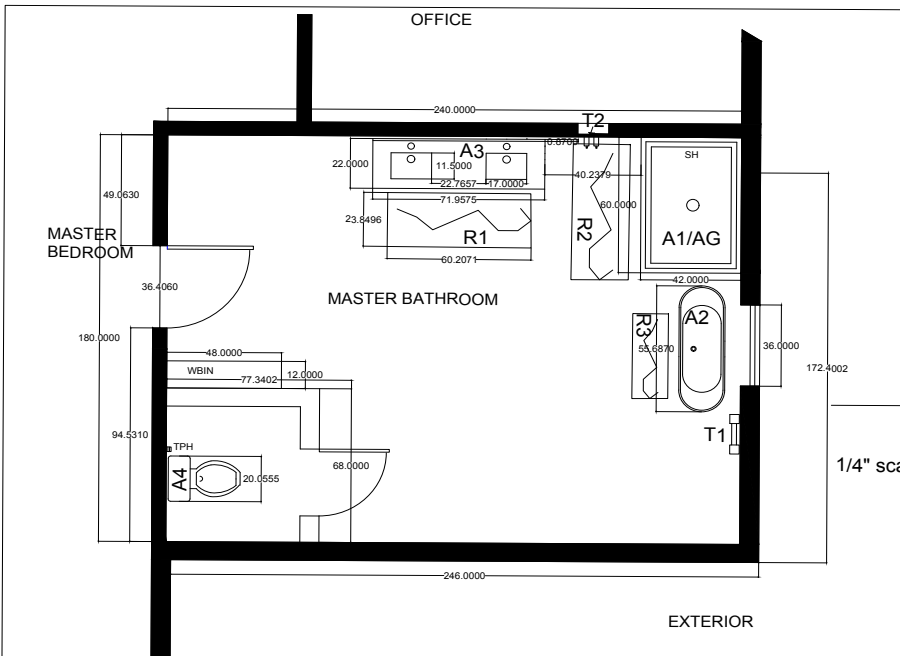 OFFICE
240.0000
T2
A3
SH
22.0000
11.5000
22.7657
17.0000
71.9575
0.8700
40.2379
60.0000
49.0630
23.8496
R1
R2
A1/AG
60.2071
42.0000
MASTER
BEDROOM
36.4060
MASTER BATHROOM
A2
R3
55.6870
36.0000
180.0000
172.4002
48.0000
WBIN
12.0000
77.3402
94.5310
TPH
T1
68.0000
A4
20.0555
1/4" sca
246.0000
EXTERIOR